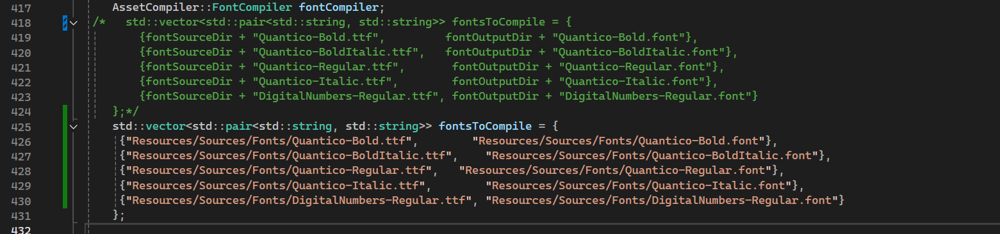 417 AssetCompiler::FontCompiler fontCompiler;
418 /* std::vector<std::pair<std::string, std::string>> fontsToCompile = {
419 {fontSourceDir + "Quantico-Bold.ttf", fontOutputDir + "Quantico-Bold.font"},
420 {fontSourceDir + "Quantico-BoldItalic.ttf", fontOutputDir + "Quantico-BoldItalic.font"},
421 {fontSourceDir + "Quantico-Regular.ttf", fontOutputDir + "Quantico-Regular.font"},
422 {fontSourceDir + "Quantico-Italic.ttf", fontOutputDir + "Quantico-Italic.font"},
423 {fontSourceDir + "DigitalNumbers-Regular.ttf", fontOutputDir + "DigitalNumbers-Regular.font"}
424 };*/
425 std::vector<std::pair<std::string, std::string>> fontsToCompile = {
426 {"Resources/Sources/Fonts/Quantico-Bold.ttf", "Resources/Sources/Fonts/Quantico-Bold.font"},
427 {"Resources/Sources/Fonts/Quantico-BoldItalic.ttf", "Resources/Sources/Fonts/Quantico-BoldItalic.font"},
428 {"Resources/Sources/Fonts/Quantico-Regular.ttf", "Resources/Sources/Fonts/Quantico-Regular.font"},
429 {"Resources/Sources/Fonts/Quantico-Italic.ttf", "Resources/Sources/Fonts/Quantico-Italic.font"},
430 {"Resources/Sources/Fonts/DigitalNumbers-Regular.ttf", "Resources/Sources/Fonts/DigitalNumbers-Regular.font"}
431 };
432